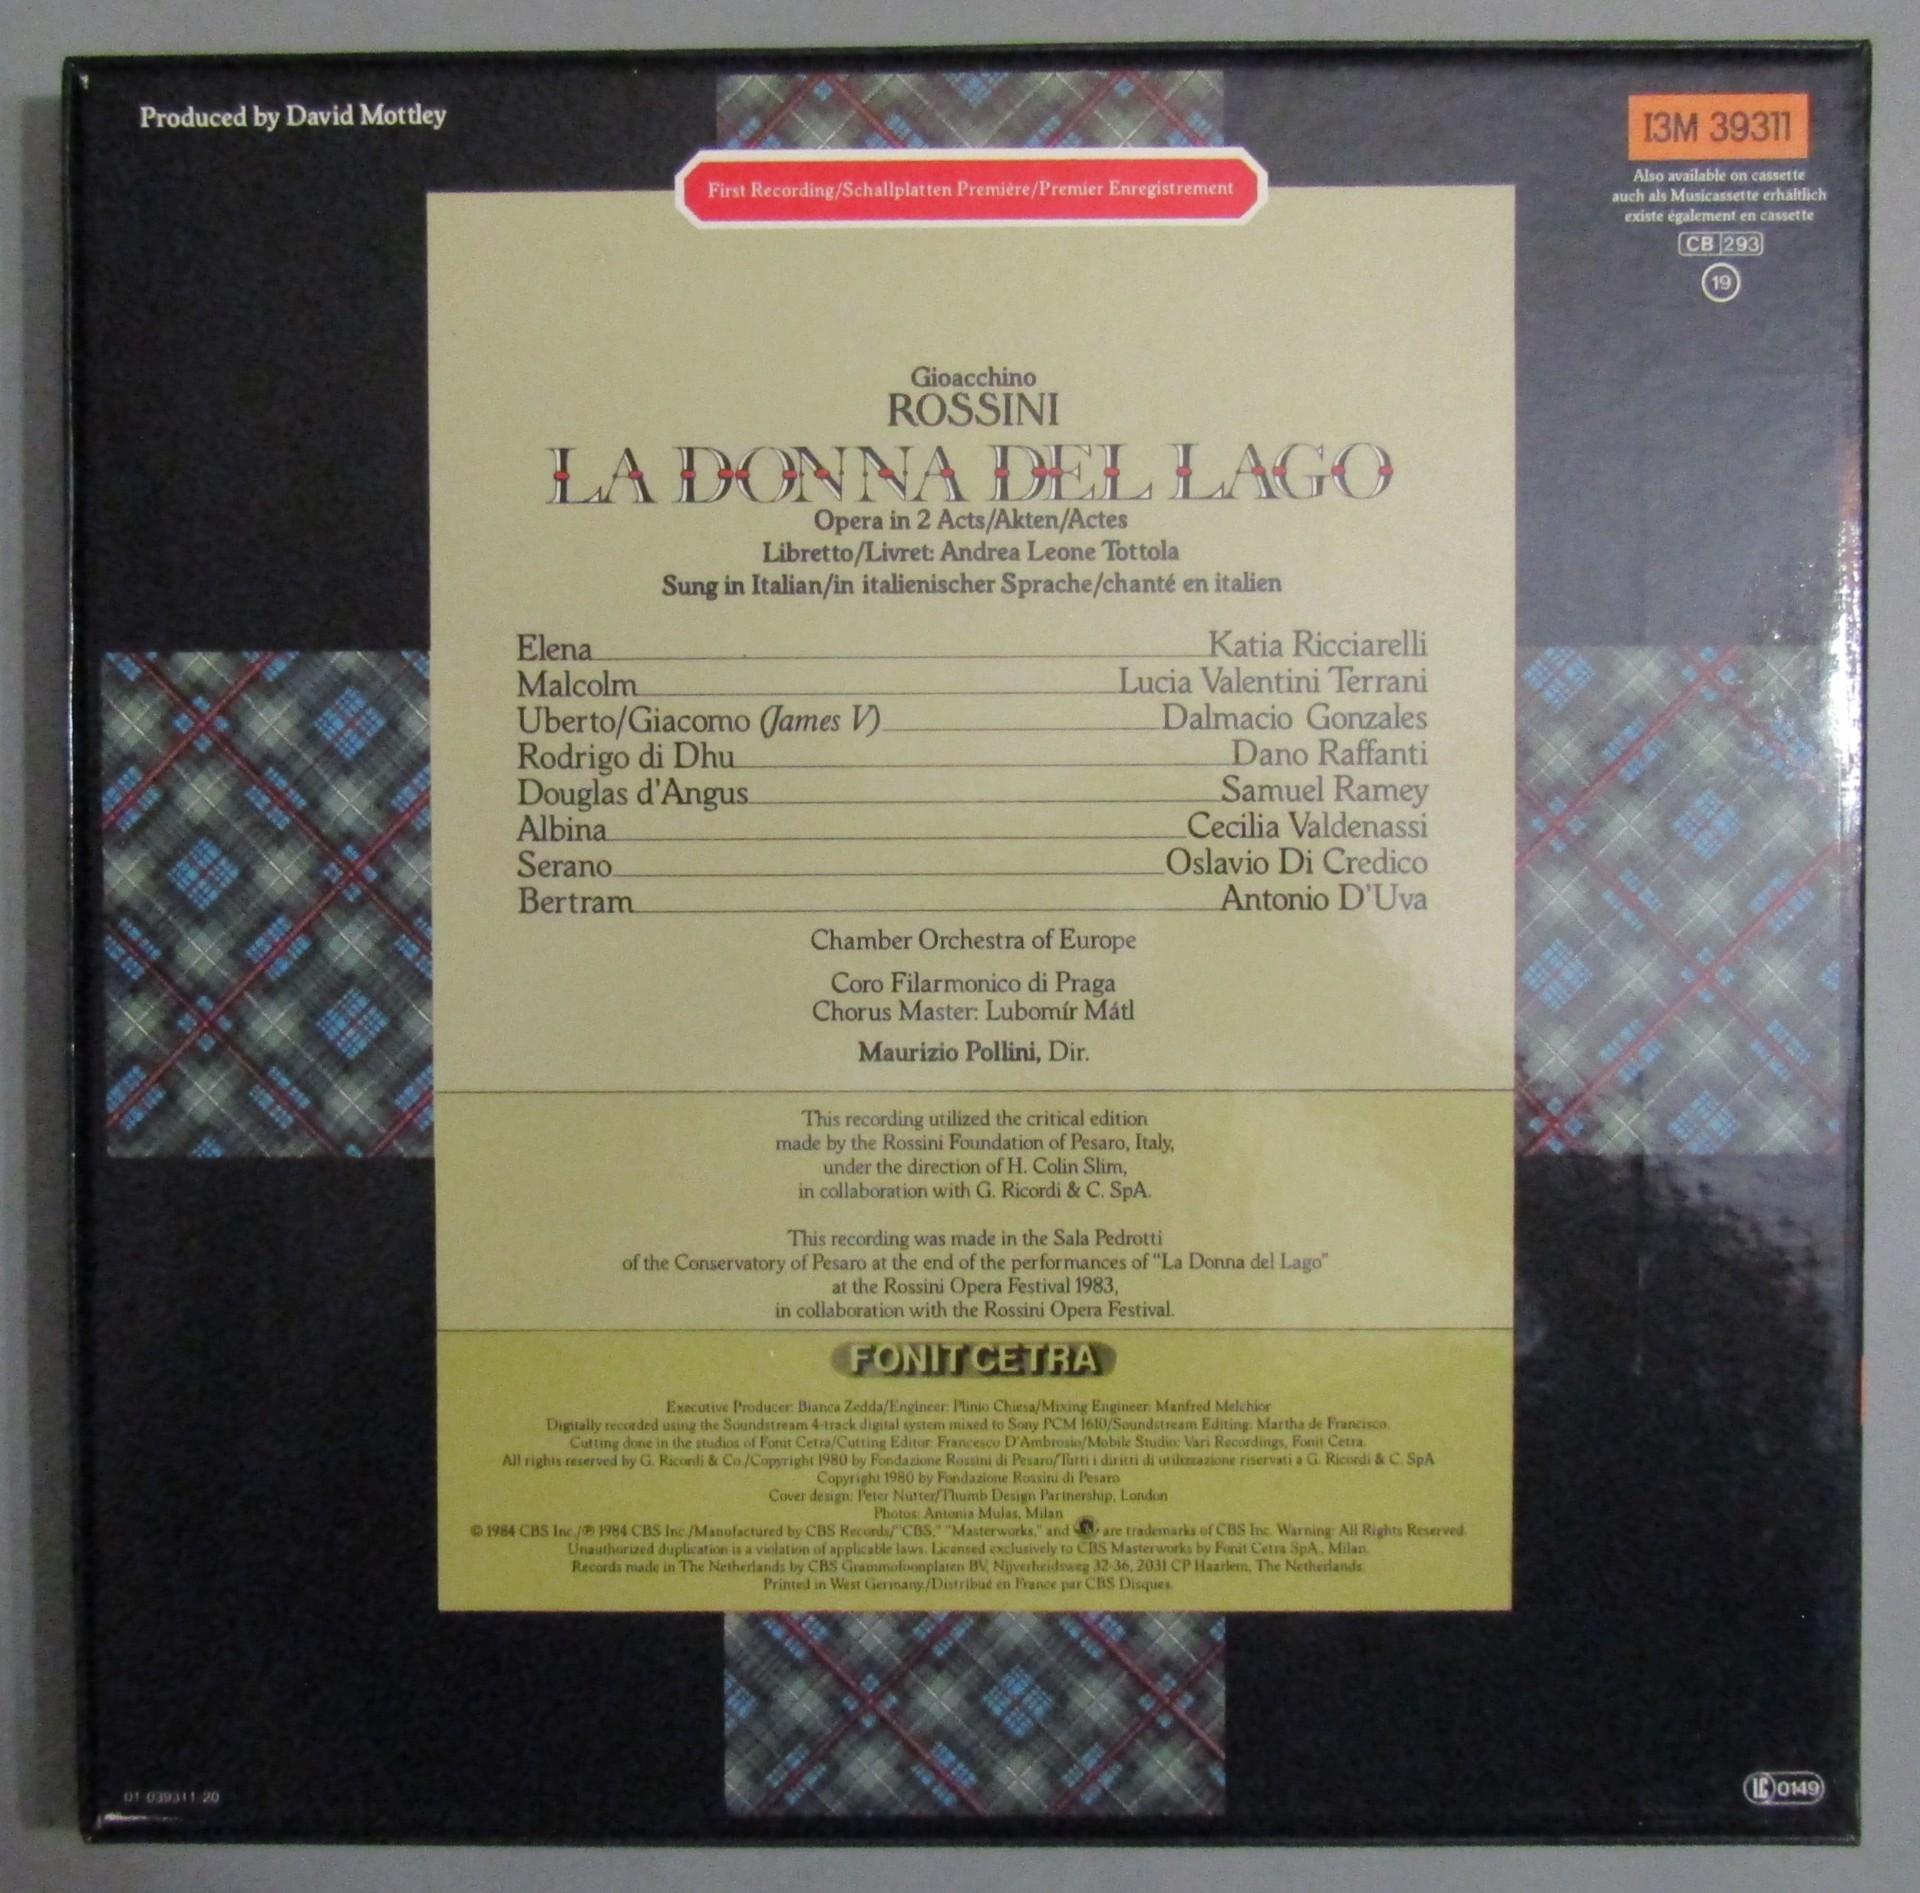 Produced by David Mottley
I3M 39311
Also available on cassette
auch als Musicassette erhältlich
existe également en cassette
CB 293
19
First Recording/Schallplatten Première/Premier Enregistrement
Gioacchino
ROSSINI
LA DONNA DEL LAGO
Opera in 2 Acts/Akten/Actes
Libretto/Livret: Andrea Leone Tottola
Sung in Italian/in italienischer Sprache/chanté en italien
Elena Katia Ricciarelli
Malcolm Lucia Valentini Terrani
Uberto/Giacomo (James V) Dalmacio Gonzales
Rodrigo di Dhu Dano Raffanti
Douglas d'Angus Samuel Ramey
Albina Cecilia Valdenassi
Serano Oslavio Di Credico
Bertram Antonio D'Uva
Chamber Orchestra of Europe
Coro Filarmonico di Praga
Chorus Master: Lubomír Mátl
Maurizio Pollini, Dir.
This recording utilized the critical edition
made by the Rossini Foundation of Pesaro, Italy,
under the direction of H. Colin Slim,
in collaboration with G. Ricordi & C. SpA.
This recording was made in the Sala Pedrotti
of the Conservatory of Pesaro at the end of the performances of "La Donna del Lago"
at the Rossini Opera Festival 1983,
in collaboration with the Rossini Opera Festival.
FONIT CETRA
Executive Producer: Bianca Zedda/Engineer: Plinio Chiesa/Mixing Engineer: Manfred Melchior
Digitally recorded using the Soundstream 4-track digital system mixed to Sony PCM 1610/Soundstream Editing: Martha de Francisco.
Cutting done in the studios of Fonit Cetra/Cutting Editor: Francesco D'Ambrosio/Mobile Studio: Vari Recordings, Fonit Cetra.
All rights reserved by G. Ricordi & Co./Copyright 1980 by Fondazione Rossini di Pesaro/Tutti i diritti di utilizzazione riservati a G. Ricordi & C. SpA
Copyright 1980 by Fondazione Rossini di Pesaro
Cover design: Peter Nutter/Thumb Design Partnership, London
Photos: Antonia Mulas, Milan
© 1984 CBS Inc./℗ 1984 CBS Inc./Manufactured by CBS Records/"CBS," "Masterworks," and are trademarks of CBS Inc. Warning: All Rights Reserved.
Unauthorized duplication is a violation of applicable laws. Licensed exclusively to CBS Masterworks by Fonit Cetra SpA., Milan.
Records made in The Netherlands by CBS Grammofoonplaten BV, Nijverheidsweg 32-36, 2031 CP Haarlem, The Netherlands.
Printed in West Germany./Distribué en France par CBS Disques.
01-039311-20
LC 0149